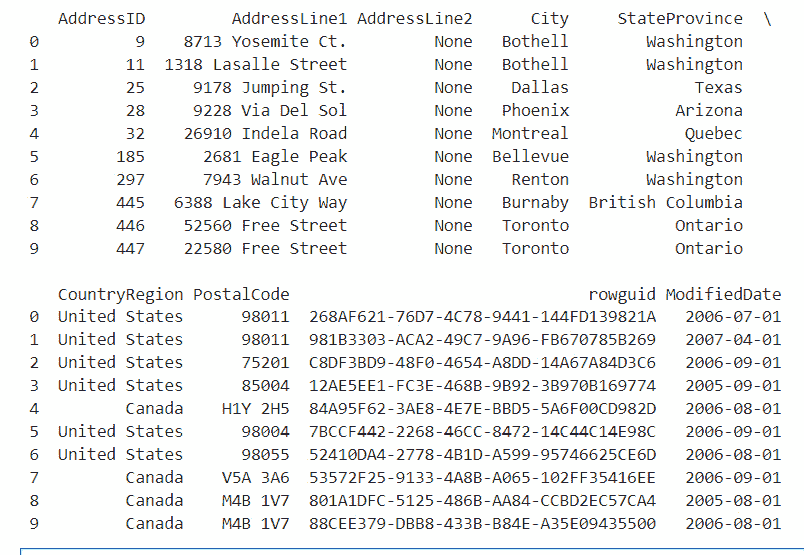 AddressID AddressLine1 AddressLine2 City StateProvince \
0 9 8713 Yosemite Ct. None Bothell Washington
1 11 1318 Lasalle Street None Bothell Washington
2 25 9178 Jumping St. None Dallas Texas
3 28 9228 Via Del Sol None Phoenix Arizona
4 32 26910 Indela Road None Montreal Quebec
5 185 2681 Eagle Peak None Bellevue Washington
6 297 7943 Walnut Ave None Renton Washington
7 445 6388 Lake City Way None Burnaby British Columbia
8 446 52560 Free Street None Toronto Ontario
9 447 22580 Free Street None Toronto Ontario
CountryRegion PostalCode rowguid ModifiedDate
0 United States 98011 268AF621-76D7-4C78-9441-144FD139821A 2006-07-01
1 United States 98011 981B3303-ACA2-49C7-9A96-FB670785B269 2007-04-01
2 United States 75201 C8DF3BD9-48F0-4654-A8DD-14A67A84D3C6 2006-09-01
3 United States 85004 12AE5EE1-FC3E-468B-9B92-3B970B169774 2005-09-01
4 Canada H1Y 2H5 84A95F62-3AE8-4E7E-BBD5-5A6F00CD982D 2006-08-01
5 United States 98004 7BCCF442-2268-46CC-8472-14C44C14E98C 2006-09-01
6 United States 98055 52410DA4-2778-4B1D-A599-95746625CE6D 2006-08-01
7 Canada V5A 3A6 53572F25-9133-4A8B-A065-102FF35416EE 2006-09-01
8 Canada M4B 1V7 801A1DFC-5125-486B-AA84-CCBD2EC57CA4 2005-08-01
9 Canada M4B 1V7 88CEE379-DBB8-433B-B84E-A35E09435500 2006-08-01